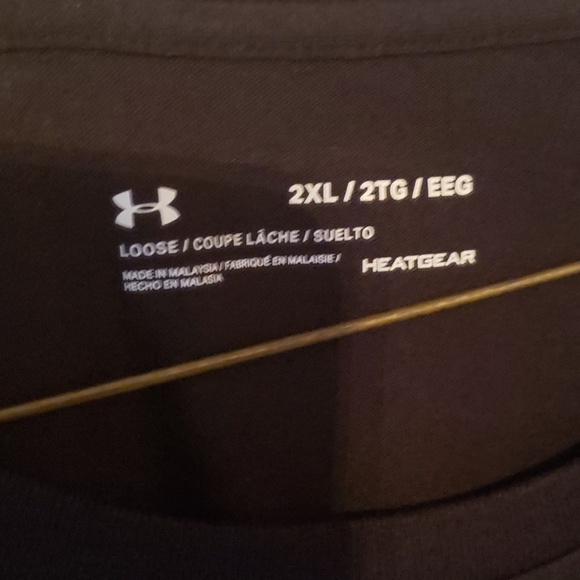 2XL / 2TG / EEG
LOOSE / COUPE LÂCHE / SUELTO
MADE IN MALAYSIA / FABRIQUÉ EN MALAISIE /
HECHO EN MALASIA
HEATGEAR